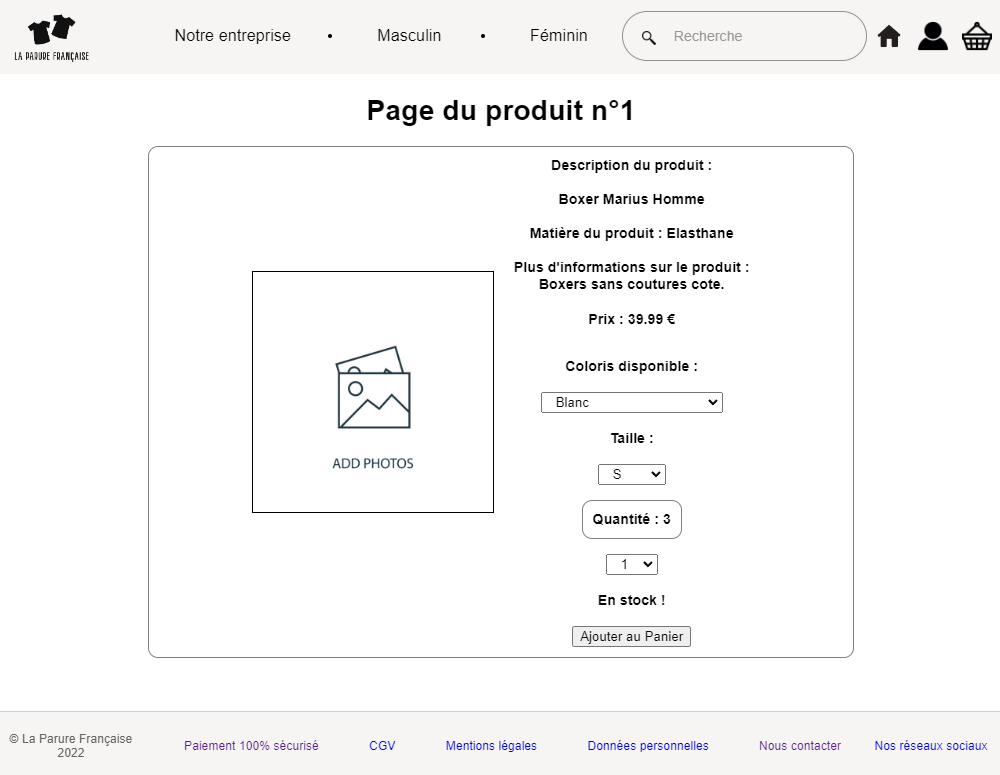 LA PARURE FRANÇAISE
Notre entreprise • Masculin • Féminin
Recherche
Page du produit n°1
ADD PHOTOS
Description du produit :
Boxer Marius Homme
Matière du produit : Elasthane
Plus d'informations sur le produit :
Boxers sans coutures cote.
Prix : 39.99 €
Coloris disponible :
Blanc
Taille :
S
Quantité : 3
1
En stock !
Ajouter au Panier
© La Parure Française
2022
Paiement 100% sécurisé
CGV
Mentions légales
Données personnelles
Nous contacter
Nos réseaux sociaux